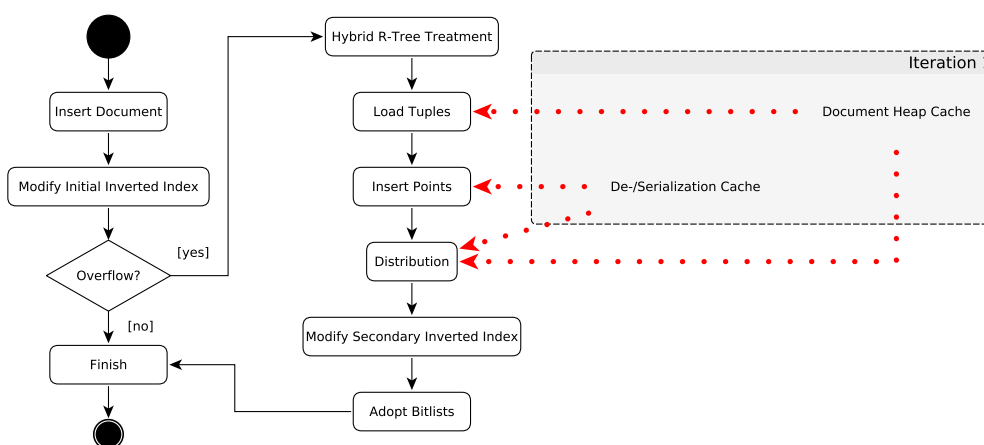 Hybrid R-Tree Treatment
Iteration
Insert Document
Load Tuples
Document Heap Cache
Modify Initial Inverted Index
Insert Points
De-/Serialization Cache
[yes]
Overflow?
Distribution
[no]
Modify Secondary Inverted Index
Finish
Adopt Bitlists